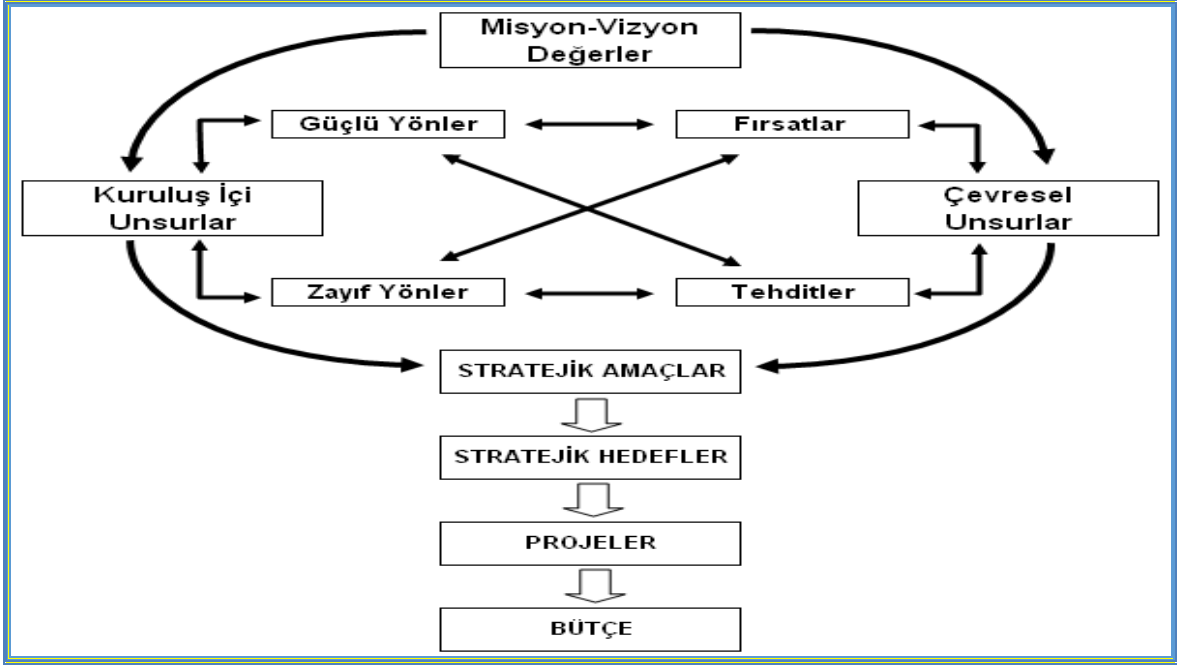 Misyon-Vizyon
Değerler
Güçlü Yönler
Fırsatlar
Kuruluş İçi
Unsurlar
Çevresel
Unsurlar
Zayıf Yönler
Tehditler
STRATEJİK AMAÇLAR
STRATEJİK HEDEFLER
PROJELER
BÜTÇE